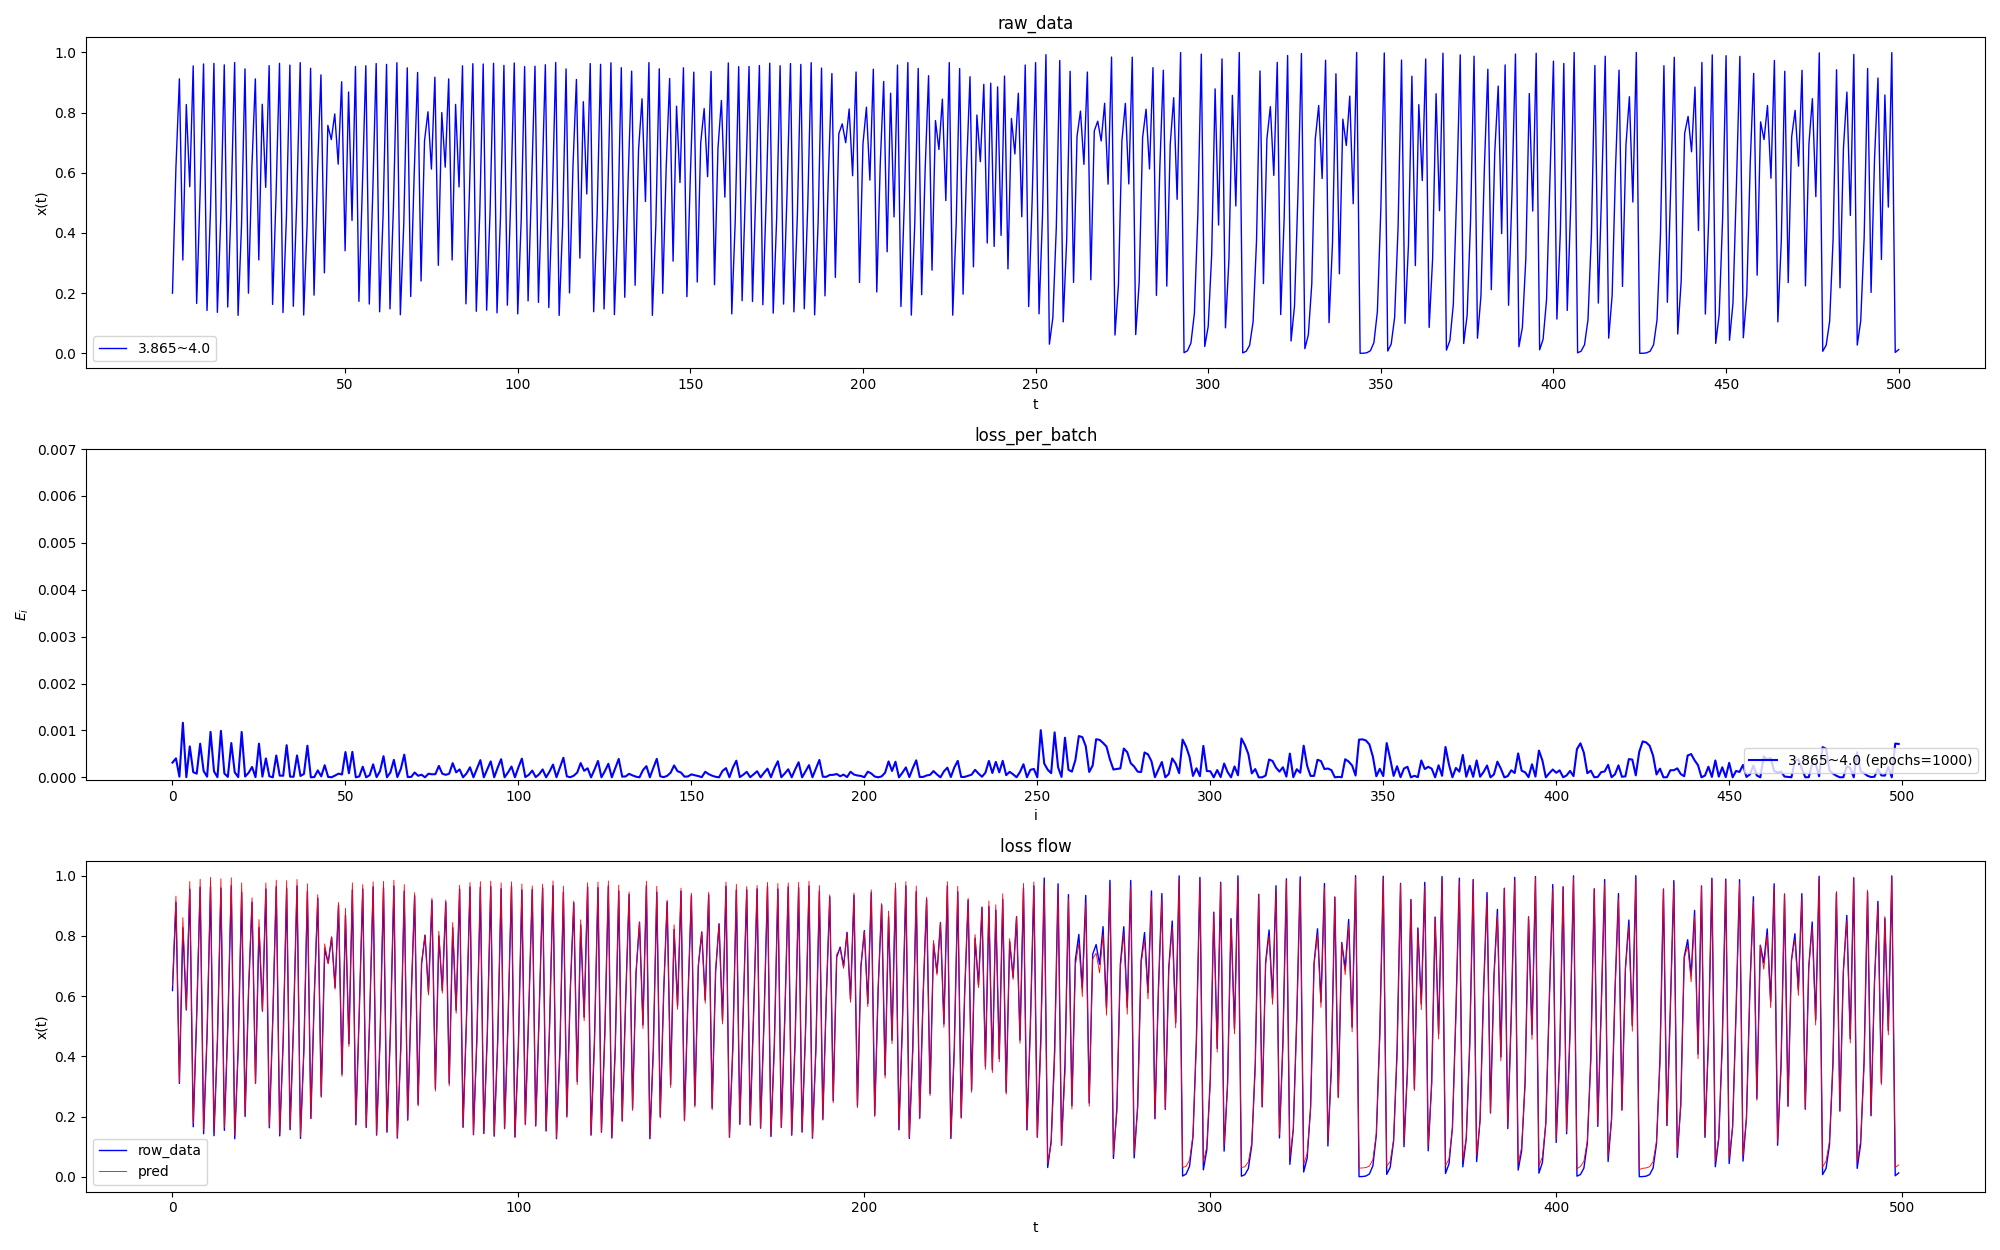 raw_data
1.0
0.8
0.6
0.4
0.2
0.0
x(t)
3.865~4.0
50 100 150 200 250 300 350 400 450 500
t
loss_per_batch
0.007
0.006
0.005
0.004
0.003
0.002
0.001
0.000
E_i
3.865~4.0 (epochs=1000)
0 50 100 150 200 250 300 350 400 450 500
i
loss flow
1.0
0.8
0.6
0.4
0.2
0.0
x(t)
row_data
pred
0 100 200 300 400 500
t